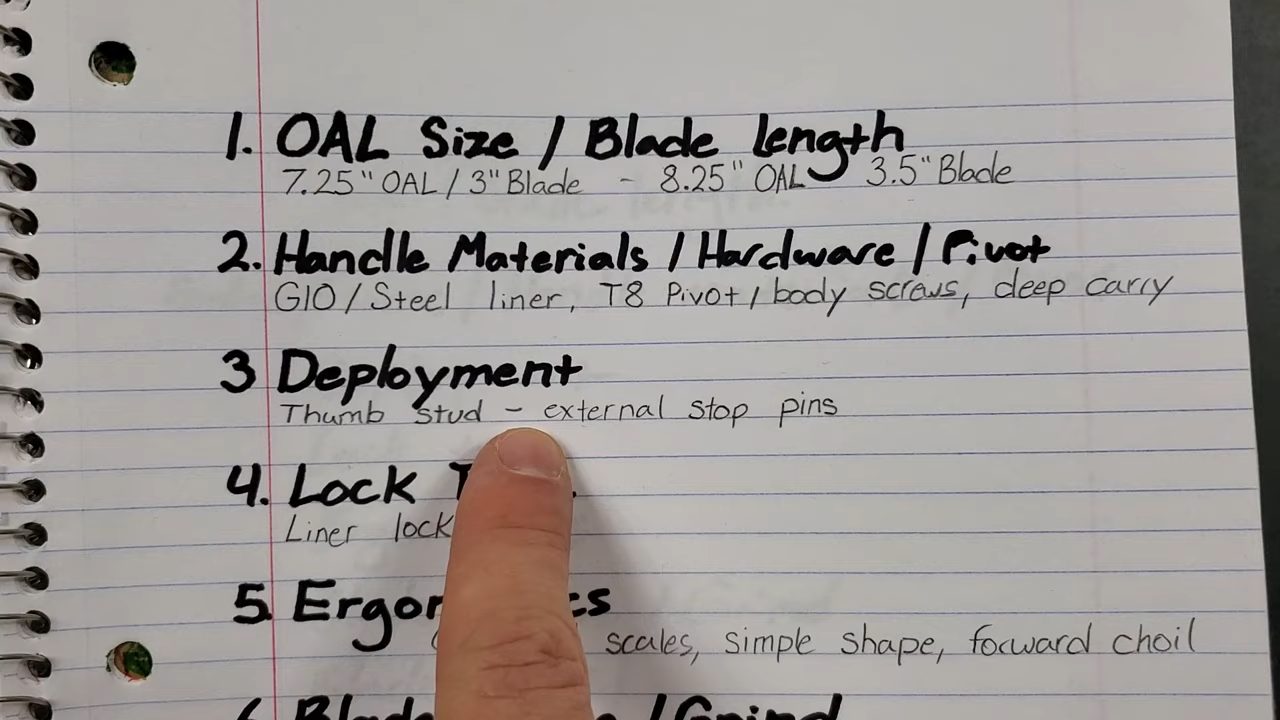 1. OAL Size / Blade length
7.25" OAL / 3" Blade - 8.25" OAL 3.5" Blade
2. Handle Materials / Hardware / Pivot
G10 / Steel liner, T8 Pivot / body screws, deep carry
3 Deployment
Thumb stud - external stop pins
4. Lock
Liner lock
5. 
scales, simple shape, forward choil
/Grind